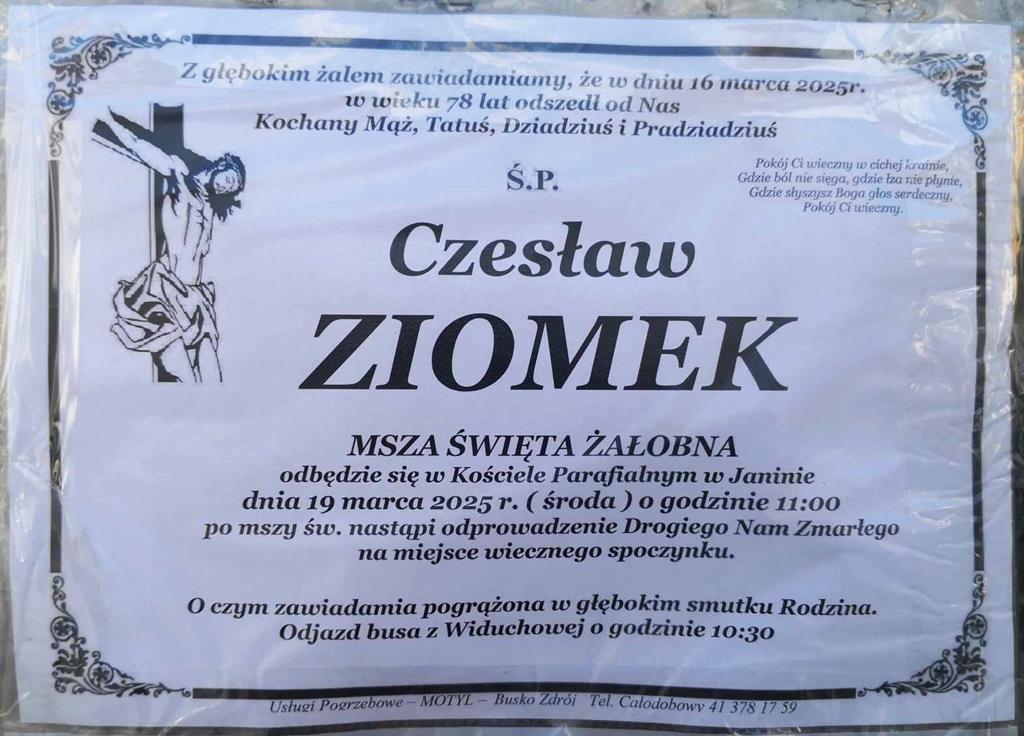 Z głębokim żalem zawiadamiamy, że w dniu 16 marca 2025r.
w wieku 78 lat odszedł od Nas
Kochany Mąż, Tatuś, Dziadziuś i Pradziadziuś
Ś.P.
Pokój Ci wieczny w cichej krainie,
Gdzie ból nie sięga, gdzie łza nie płynie,
Gdzie słyszysz Boga głos serdeczny,
Pokój Ci wieczny.
Czesław
ZIOMEK
MSZA ŚWIĘTA ŻAŁOBNA
odbędzie się w Kościele Parafialnym w Janinie
dnia 19 marca 2025 r. ( środa ) o godzinie 11:00
po mszy św. nastąpi odprowadzenie Drogiego Nam Zmarłego
na miejsce wiecznego spoczynku.
O czym zawiadamia pogrążona w głębokim smutku Rodzina.
Odjazd busa z Widuchowej o godzinie 10:30
Usługi Pogrzebowe – MOTYL – Busko Zdrój Tel. Całodobowy 41 378 17 59